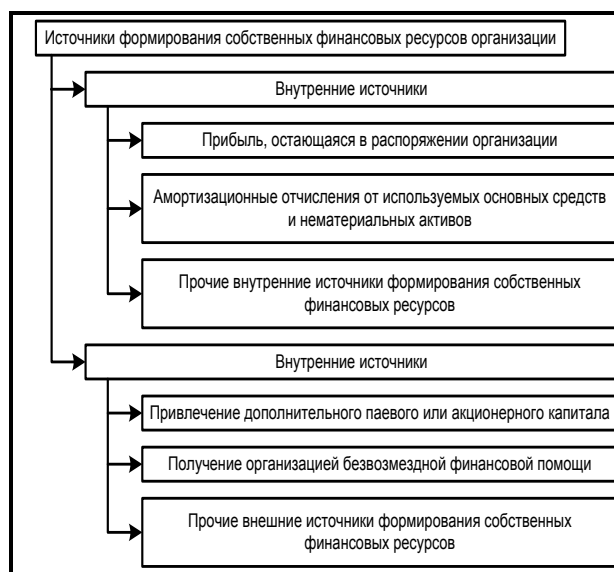 Источники формирования собственных финансовых ресурсов организации
Внутренние источники
Прибыль, остающаяся в распоряжении организации
Амортизационные отчисления от используемых основных средств
и нематериальных активов
Прочие внутренние источники формирования собственных
финансовых ресурсов
Внутренние источники
Привлечение дополнительного паевого или акционерного капитала
Получение организацией безвозмездной финансовой помощи
Прочие внешние источники формирования собственных
финансовых ресурсов